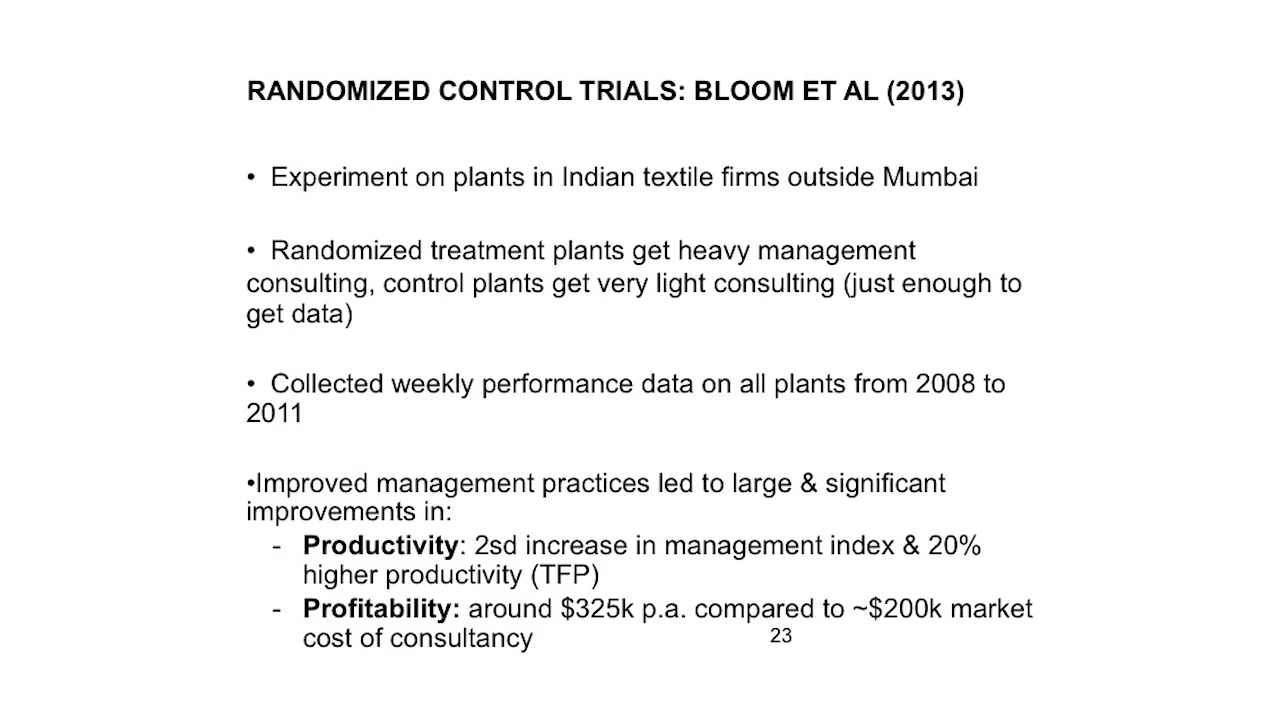 RANDOMIZED CONTROL TRIALS: BLOOM ET AL (2013)
• Experiment on plants in Indian textile firms outside Mumbai
• Randomized treatment plants get heavy management
consulting, control plants get very light consulting (just enough to
get data)
• Collected weekly performance data on all plants from 2008 to
2011
•Improved management practices led to large & significant
improvements in:
- Productivity: 2sd increase in management index & 20%
higher productivity (TFP)
- Profitability: around $325k p.a. compared to ~$200k market
cost of consultancy
23